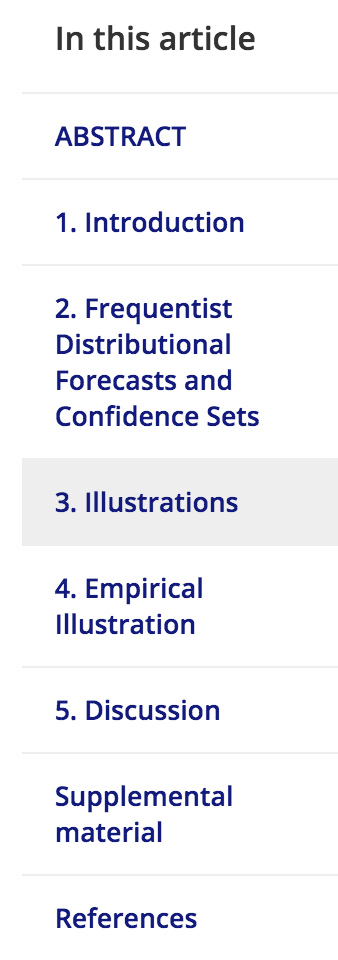 In this article
ABSTRACT
1. Introduction
2. Frequentist
Distributional
Forecasts and
Confidence Sets
3. Illustrations
4. Empirical
Illustration
5. Discussion
Supplemental
material
References